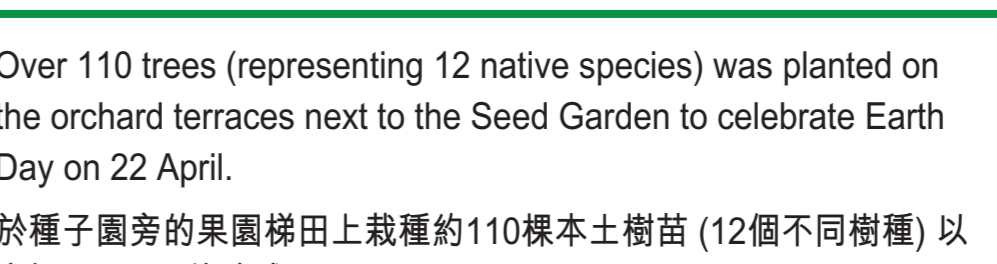 Over 110 trees (representing 12 native species) was planted on
the orchard terraces next to the Seed Garden to celebrate Earth
Day on 22 April.
於種子園旁的果園梯田上栽種約110棵本土樹苗 (12個不同樹種) 以